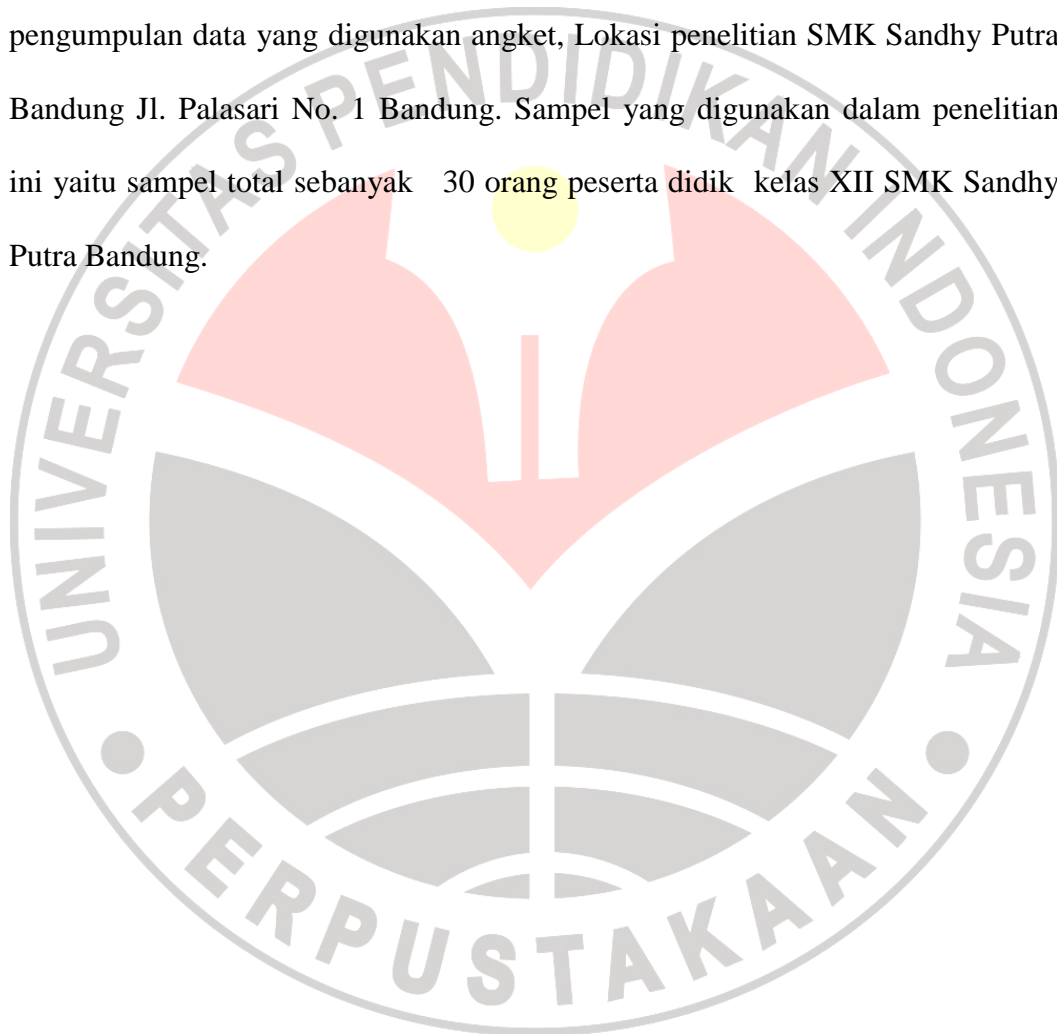 pengumpulan data yang digunakan angket, Lokasi penelitian SMK Sandhy Putra
Bandung Jl. Palasari No. 1 Bandung. Sampel yang digunakan dalam penelitian
ini yaitu sampel total sebanyak 30 orang peserta didik kelas XII SMK Sandhy
Putra Bandung.
UNIVERSITAS PENDIDIKAN INDONESIA
PERPUSTAKAAN